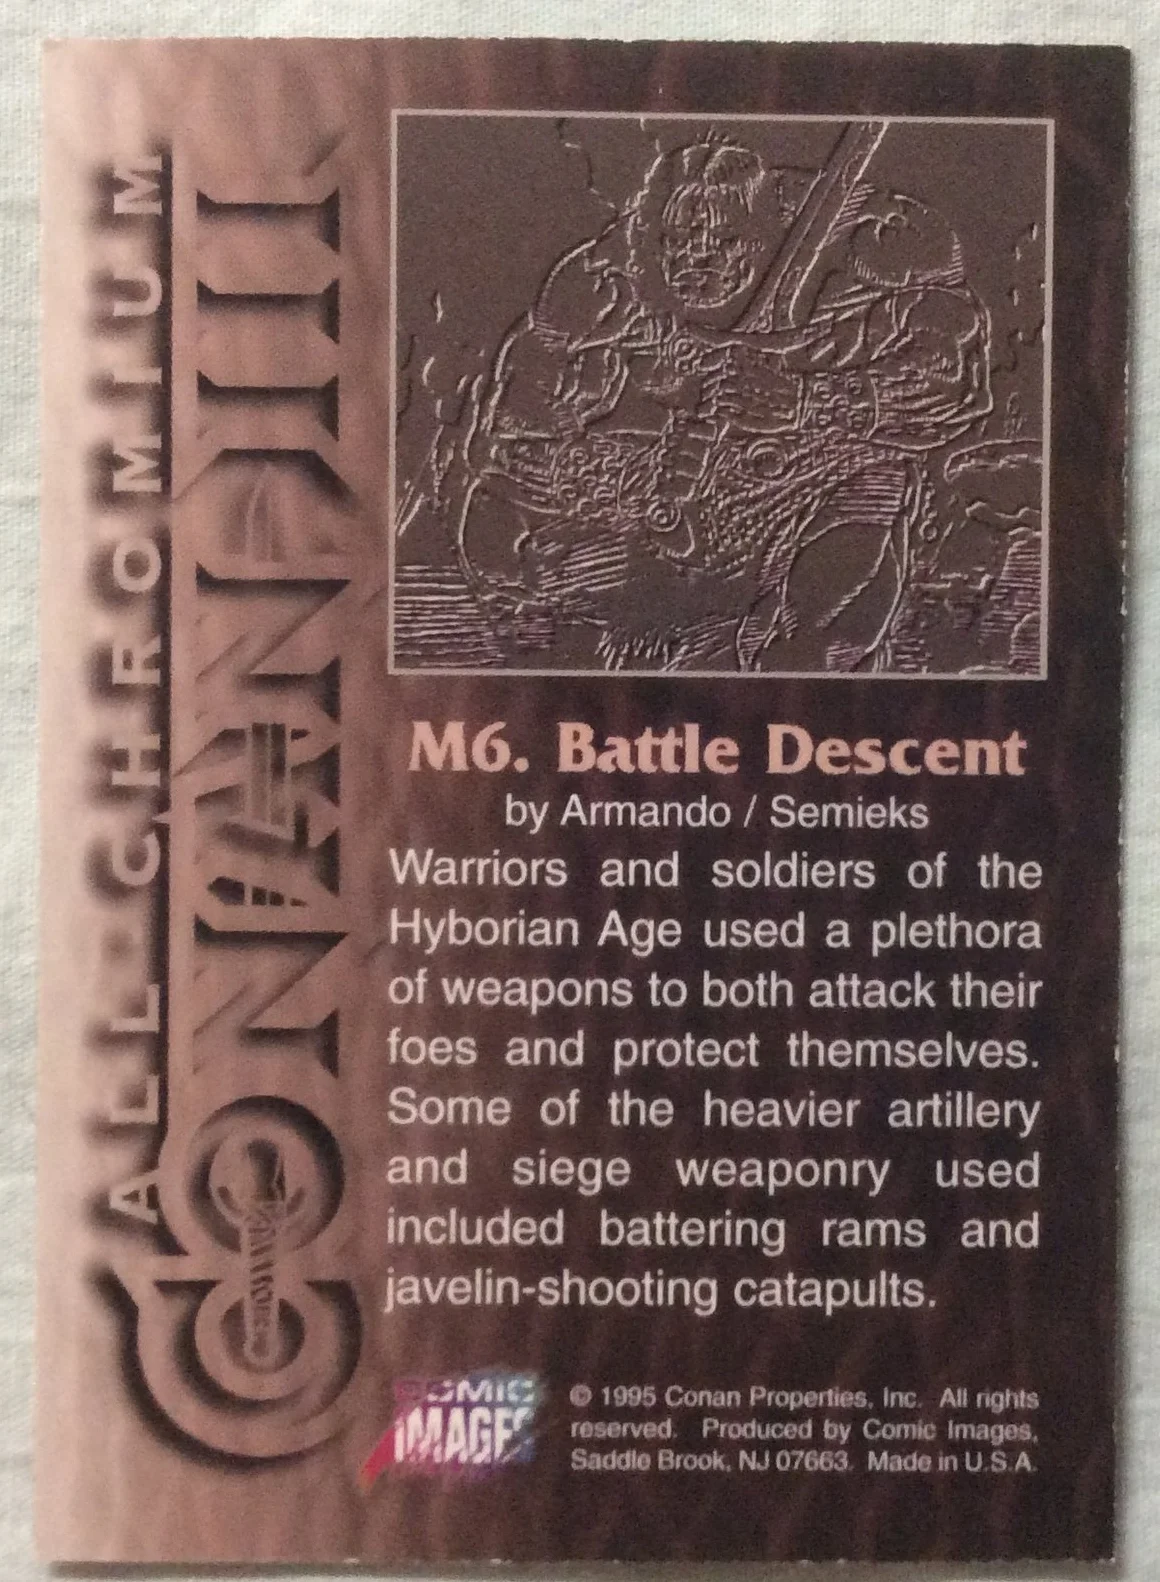 ALL CHROMIUM
CONAN III
M6. Battle Descent
by Armando / Semieks
Warriors and soldiers of the
Hyborian Age used a plethora
of weapons to both attack their
foes and protect themselves.
Some of the heavier artillery
and siege weaponry used
included battering rams and
javelin-shooting catapults.
COMIC
IMAGES
© 1995 Conan Properties, Inc. All rights
reserved. Produced by Comic Images,
Saddle Brook, NJ 07663. Made in U.S.A.